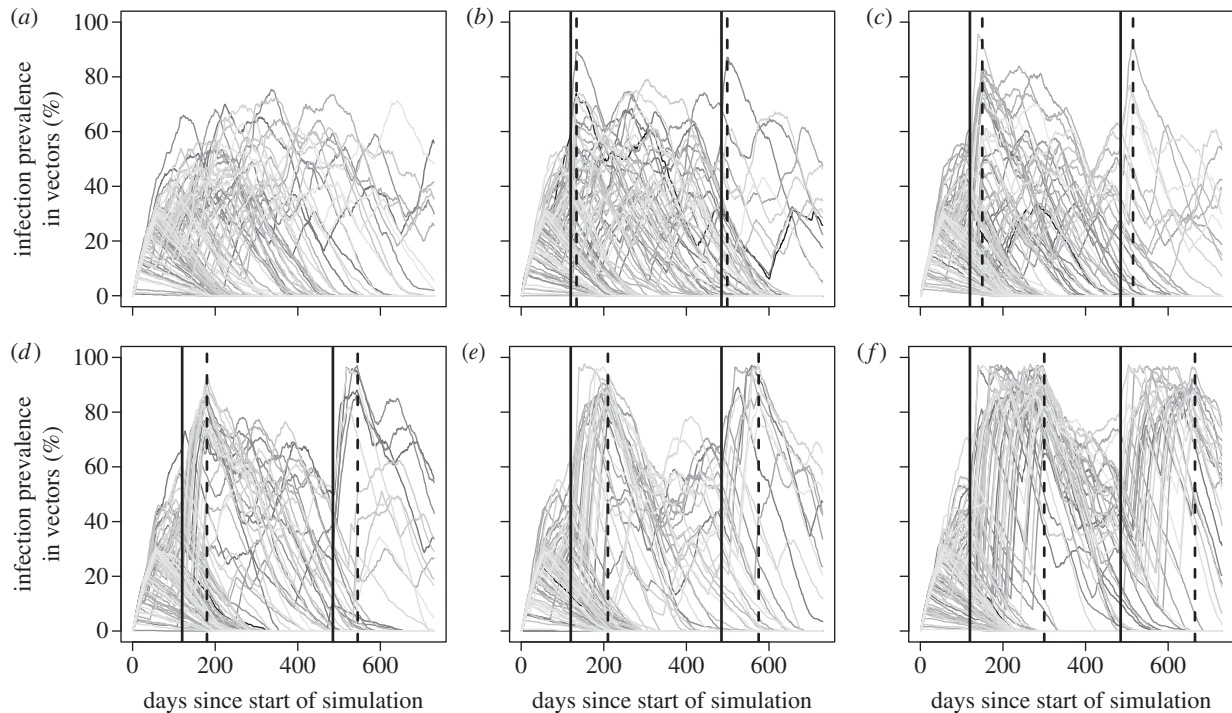 (a)
(b)
(c)
100
80
60
40
20
0
infection prevalence
in vectors (%)
(d)
(e)
(f)
100
80
60
40
20
0
infection prevalence
in vectors (%)
0 200 400 600
0 200 400 600
0 200 400 600
days since start of simulation
days since start of simulation
days since start of simulation